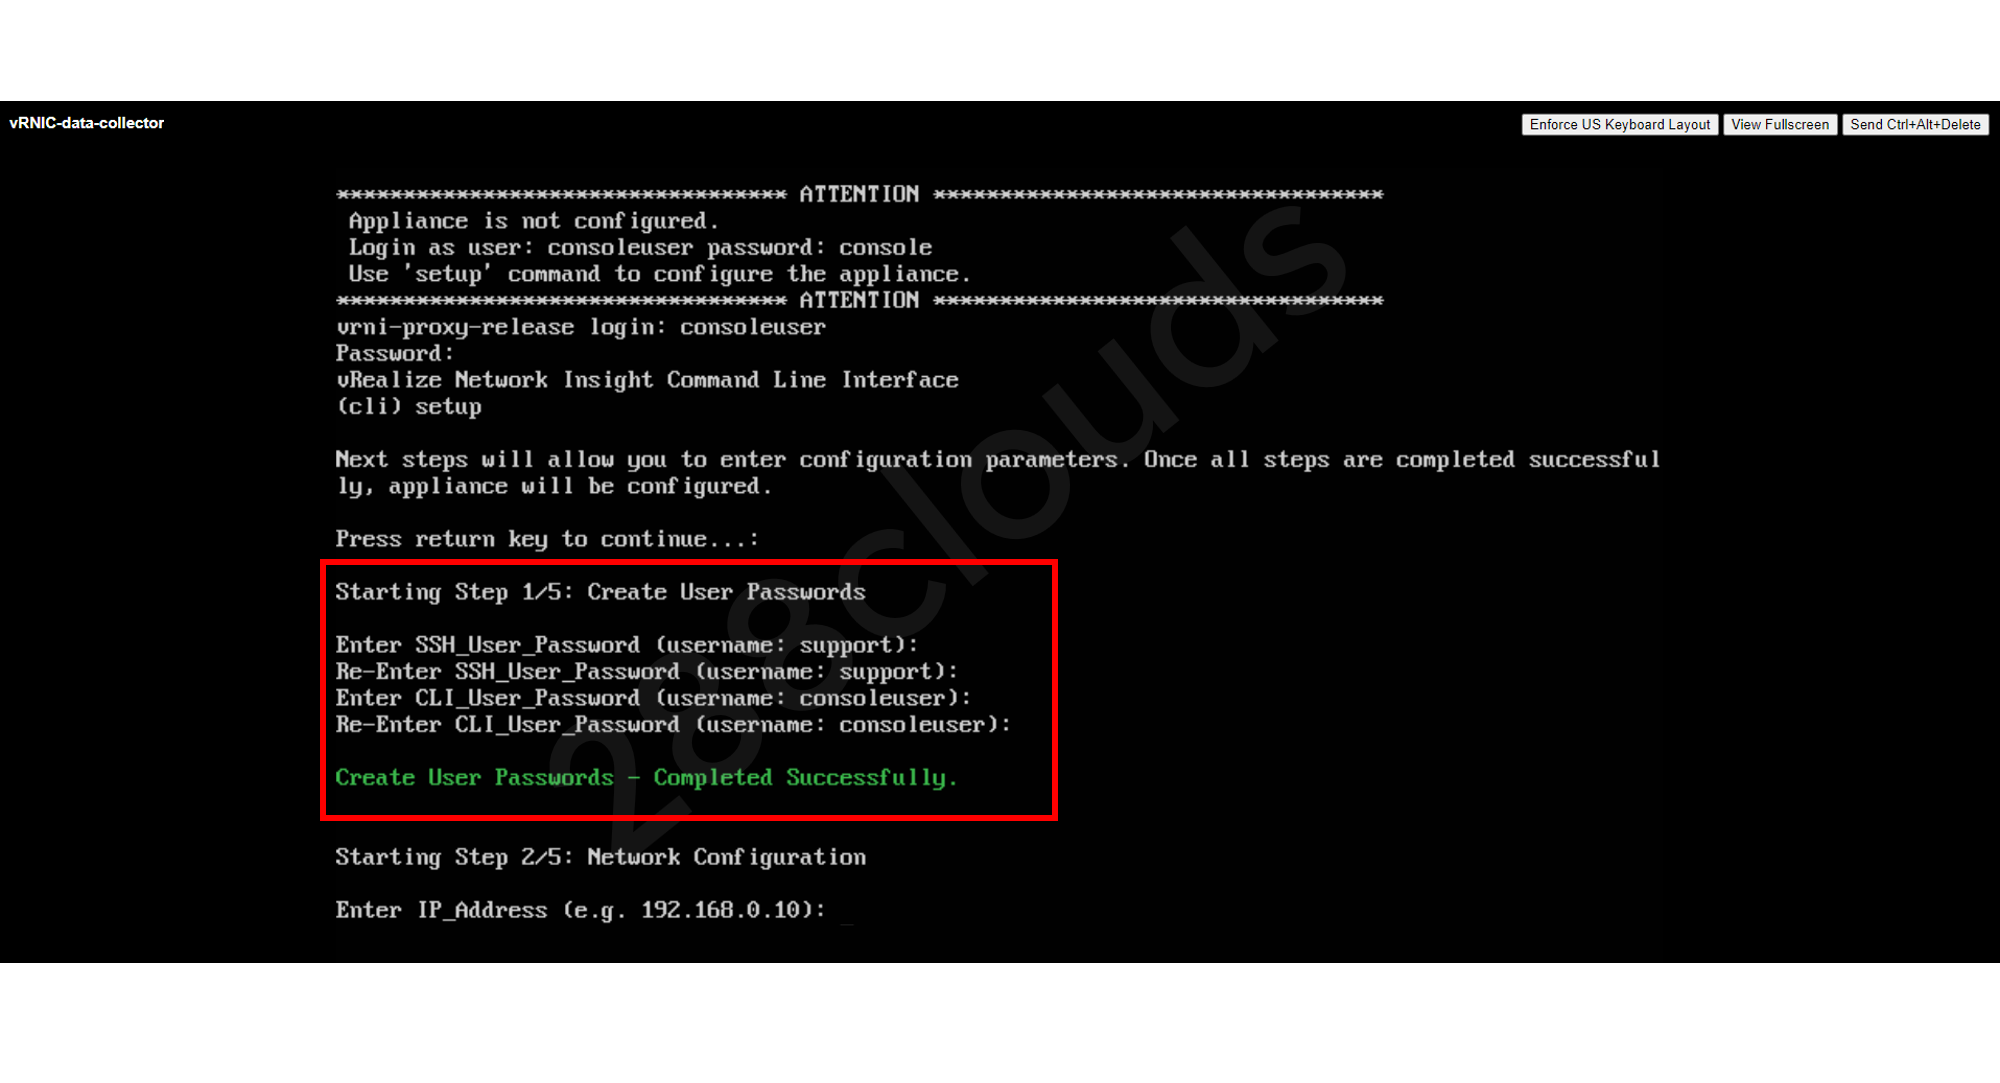 vRNIC-data-collector
Enforce US Keyboard Layout View Fullscreen Send Ctrl+Alt+Delete
********************************** ATTENTION **********************************
Appliance is not configured.
Login as user: consoleuser password: console
Use 'setup' command to configure the appliance.
********************************** ATTENTION **********************************
vrni-proxy-release login: consoleuser
Password:
vRealize Network Insight Command Line Interface
(cli) setup
Next steps will allow you to enter configuration parameters. Once all steps are completed successful
ly, appliance will be configured.
Press return key to continue...:
Starting Step 1/5: Create User Passwords
Enter SSH_User_Password (username: support):
Re-Enter SSH_User_Password (username: support):
Enter CLI_User_Password (username: consoleuser):
Re-Enter CLI_User_Password (username: consoleuser):
Create User Passwords - Completed Successfully.
Starting Step 2/5: Network Configuration
Enter IP_Address (e.g. 192.168.0.10): _
288clouds